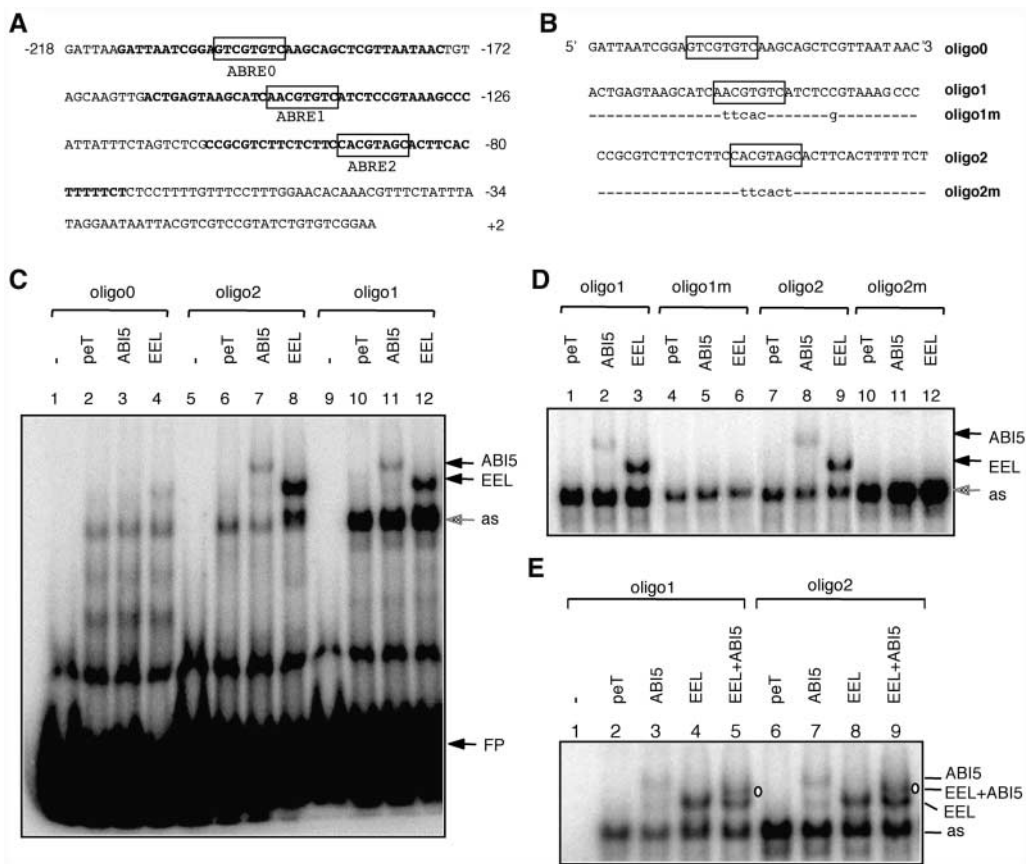 A
-218 GATTAAGATTAATCGGAGTCGTGTCAAGCAGCTCGTTAATAACTGT -172
ABRE0
AGCAAGTTGACTGAGTAAGCATCAACGTGTCATCTCCGTAAAGCCC -126
ABRE1
ATTATTTCTAGTCTCGCCGCGTCTTCTCTTCCACGTAGCACTTCAC -80
ABRE2
TTTTTCTCTCCTTTTGTTTCCTTTGGAACACAAACGTTTCTATTTA -34
TAGGAATAATTACGTCGTCCGTATCTGTGTCGGAA +2
B
5' GATTAATCGGAGTCGTGTCAAGCAGCTCGTTAATAAC '3 oligo0
ACTGAGTAAGCATCAACGTGTCATCTCCGTAAAGCCC oligo1
---------------ttcac-------g--------- oligo1m
CCGCGTCTTCTCTTCCACGTAGCACTTCACTTTTTCT oligo2
----------------ttcact--------------- oligo2m
C
oligo0 oligo2 oligo1
- peT ABI5 EEL - peT ABI5 EEL - peT ABI5 EEL
1 2 3 4 5 6 7 8 9 10 11 12
ABI5
EEL
as
FP
D
oligo1 oligo1m oligo2 oligo2m
peT ABI5 EEL peT ABI5 EEL peT ABI5 EEL peT ABI5 EEL
1 2 3 4 5 6 7 8 9 10 11 12
ABI5
EEL
as
E
oligo1 oligo2
- peT ABI5 EEL EEL+ABI5 peT ABI5 EEL EEL+ABI5
1 2 3 4 5 6 7 8 9
ABI5
EEL+ABI5
EEL
as